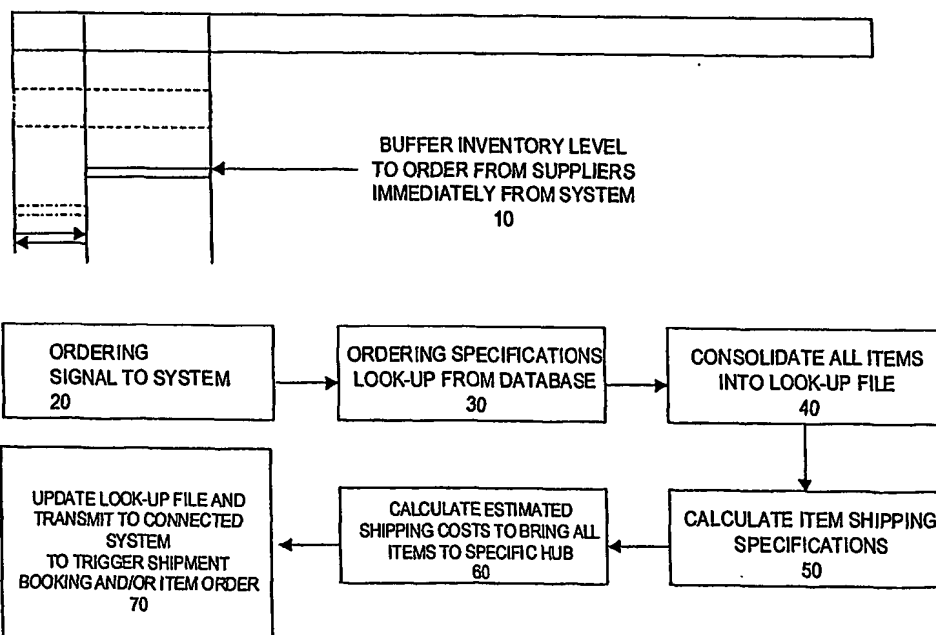 BUFFER INVENTORY LEVEL
TO ORDER FROM SUPPLIERS
IMMEDIATELY FROM SYSTEM
10
ORDERING
SIGNAL TO SYSTEM
20
ORDERING SPECIFICATIONS
LOOK-UP FROM DATABASE
30
CONSOLIDATE ALL ITEMS
INTO LOOK-UP FILE
40
UPDATE LOOK-UP FILE AND
TRANSMIT TO CONNECTED
SYSTEM
TO TRIGGER SHIPMENT
BOOKING AND/OR ITEM ORDER
70
CALCULATE ESTIMATED
SHIPPING COSTS TO BRING ALL
ITEMS TO SPECIFIC HUB
60
CALCULATE ITEM SHIPPING
SPECIFICATIONS
50